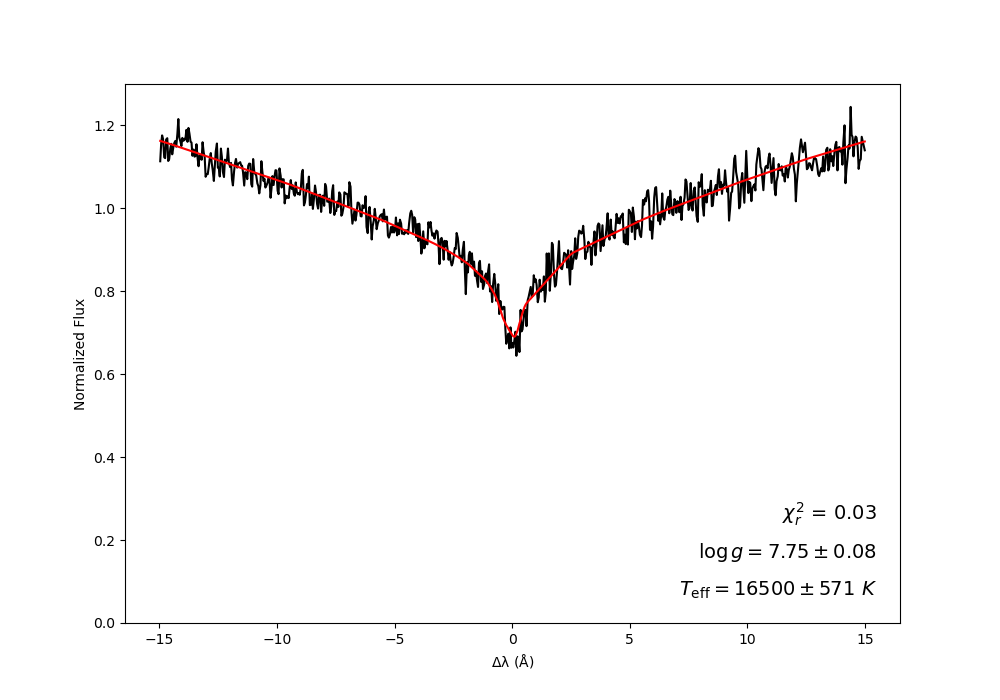 1.2
1.0
0.8
0.6
0.4
0.2
0.0
Normalized Flux
χ²ᵣ = 0.03
log g = 7.75 ± 0.08
T_eff = 16500 ± 571 K
−15 −10 −5 0 5 10 15
Δλ (Å)